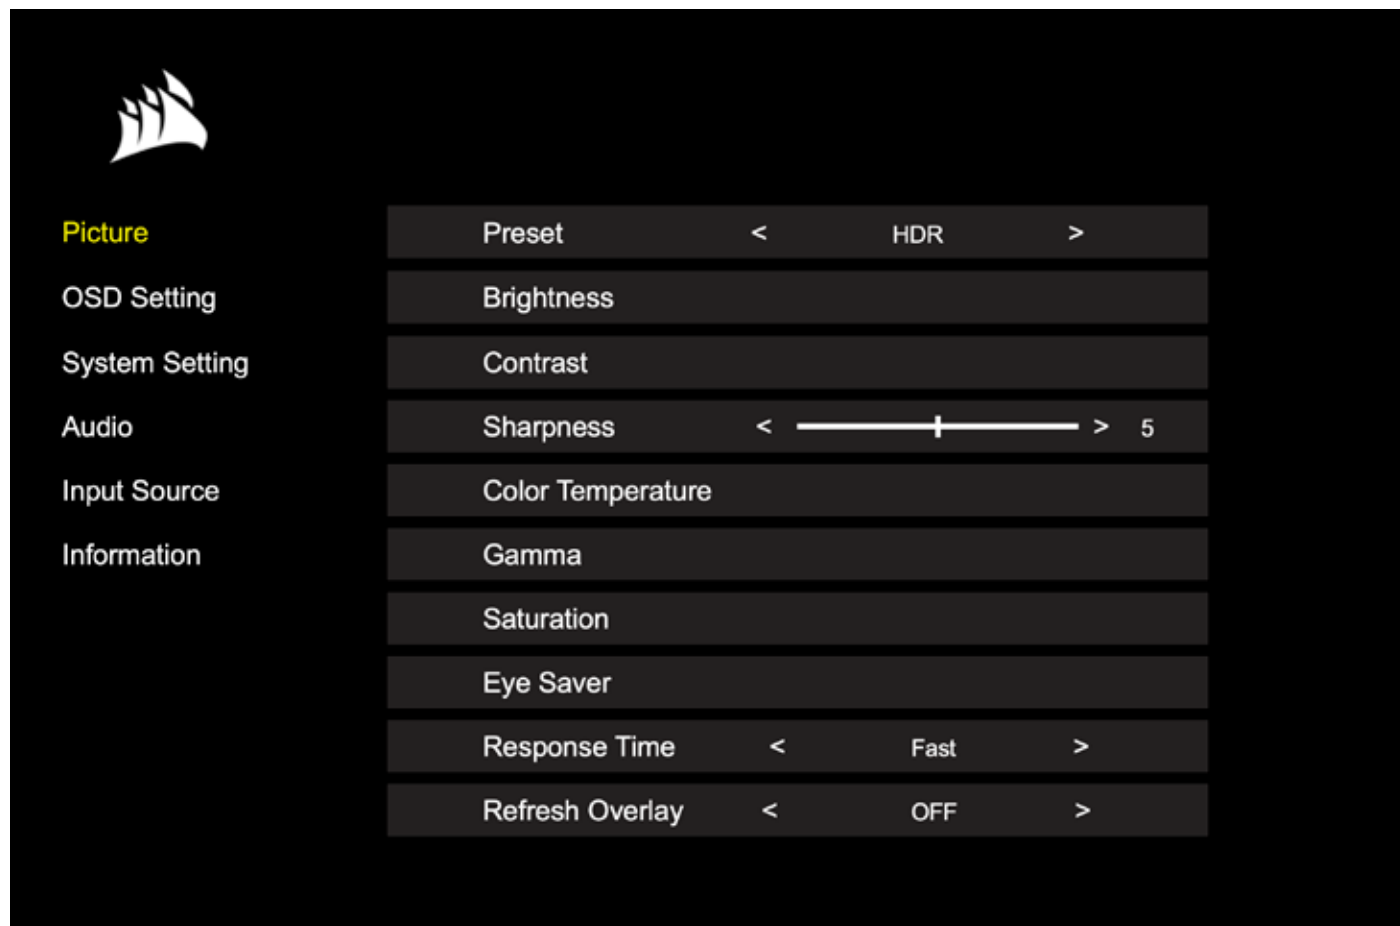 Picture
OSD Setting
System Setting
Audio
Input Source
Information
Preset < HDR >
Brightness
Contrast
Sharpness < > 5
Color Temperature
Gamma
Saturation
Eye Saver
Response Time < Fast >
Refresh Overlay < OFF >